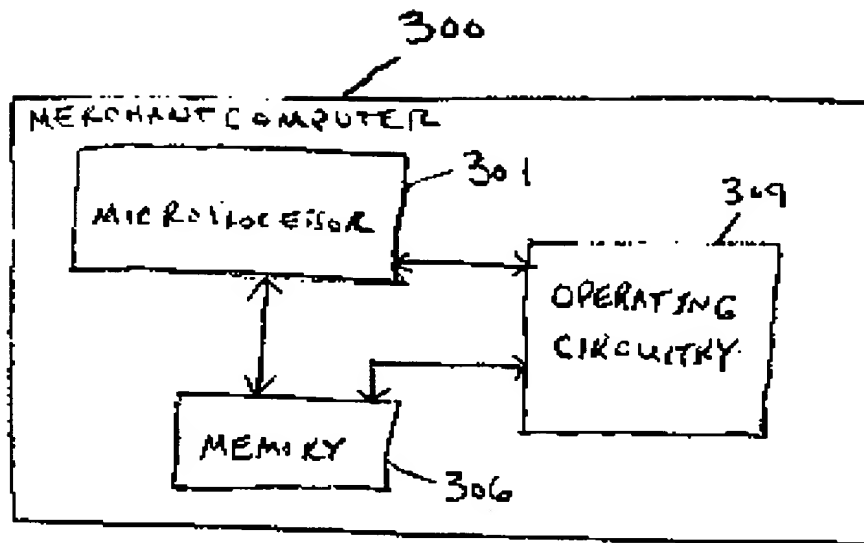 300
MERCHANT COMPUTER
301
MICROPROCESSOR
309
OPERATING
CIRCUITRY
MEMORY
306